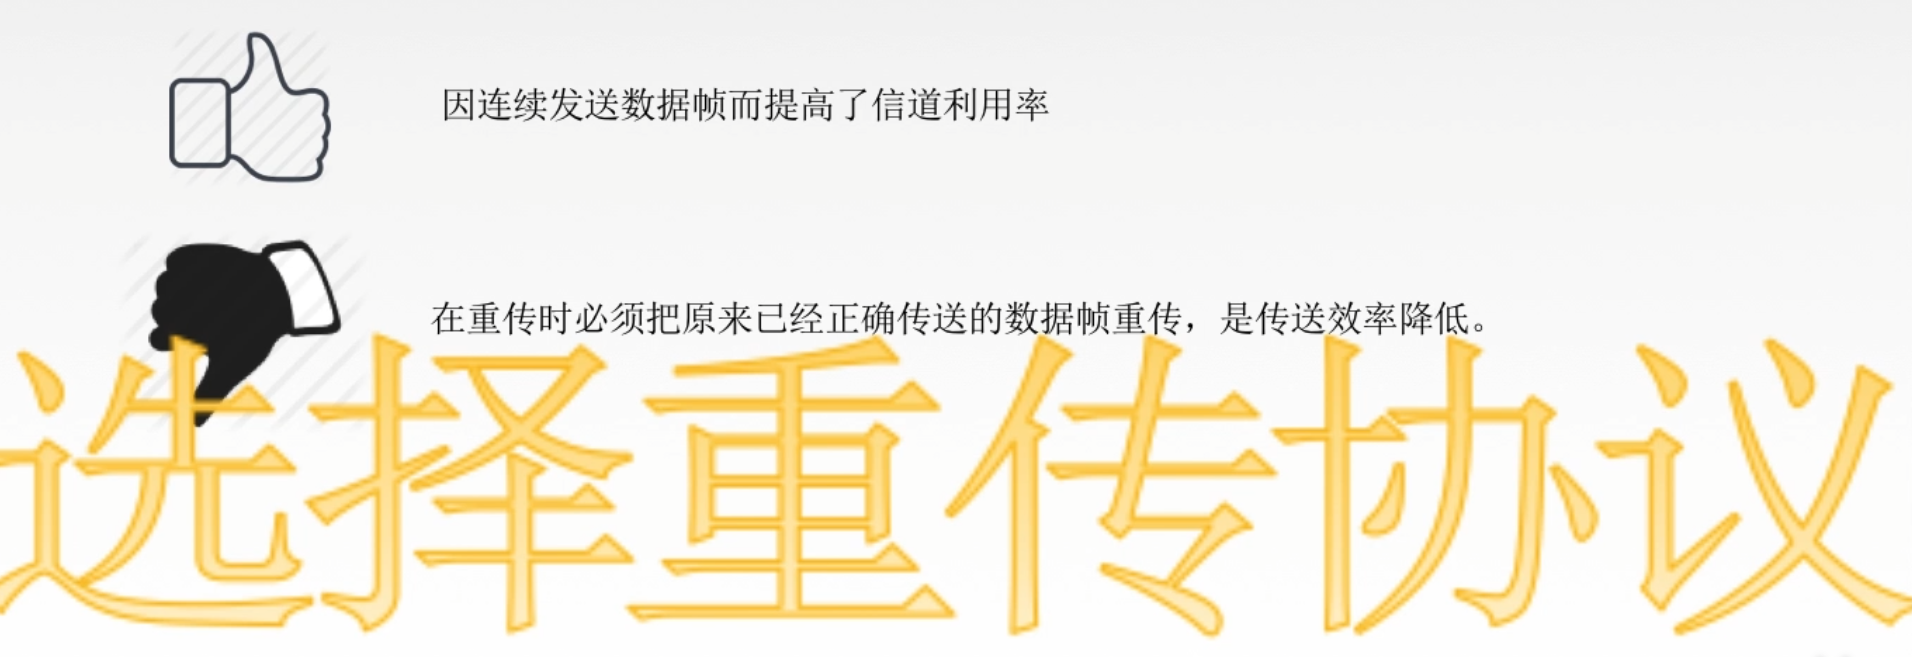 因连续发送数据帧而提高了信道利用率
在重传时必须把原来已经正确传送的数据帧重传，是传送效率降低。
选择重传协议